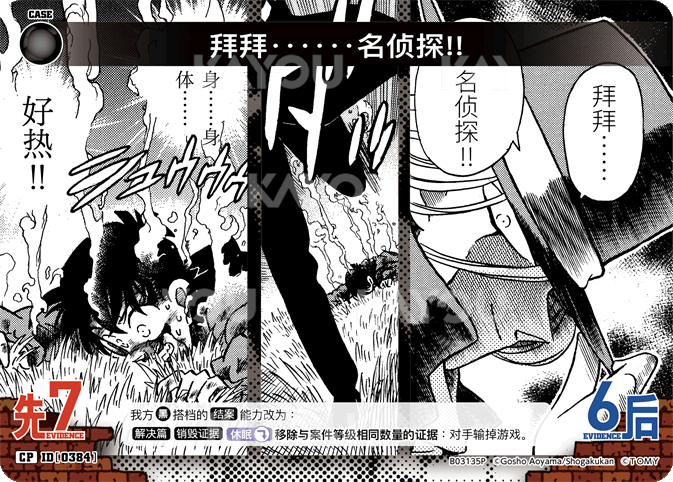 CASE
拜拜······名侦探!!
拜拜······
名侦探!!
身······身
体······
好热!!
シュウウゥゥ
先7
EVIDENCE
我方 黑 搭档的 结案 能力改为：
解决篇 销毁证据 休眠 移除与案件等级相同数量的证据：对手输掉游戏。
6后
EVIDENCE
CP ID[0384]
B03135P ©Gosho Aoyama/Shogakukan ©TOMY
KAYOU